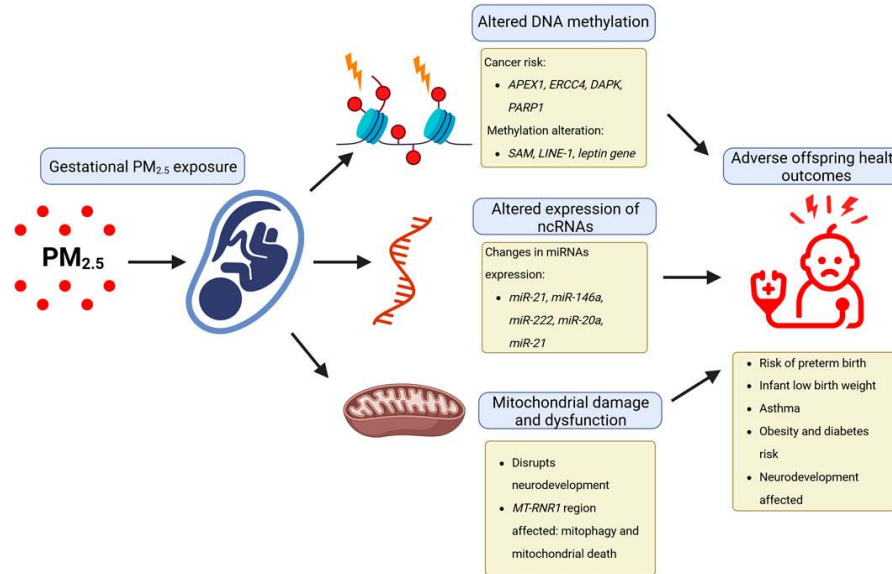 Altered DNA methylation
Cancer risk:
• APEX1, ERCC4, DAPK,
PARP1
Methylation alteration:
• SAM, LINE-1, leptin gene
Gestational PM2.5 exposure
PM2.5
Altered expression of
ncRNAs
Changes in miRNAs
expression:
• miR-21, miR-146a,
miR-222, miR-20a,
miR-21
Mitochondrial damage
and dysfunction
• Disrupts
neurodevelopment
• MT-RNR1 region
affected: mitophagy and
mitochondrial death
Adverse offspring healt
outcomes
• Risk of preterm birth
• Infant low birth weight
• Asthma
• Obesity and diabetes
risk
• Neurodevelopment
affected